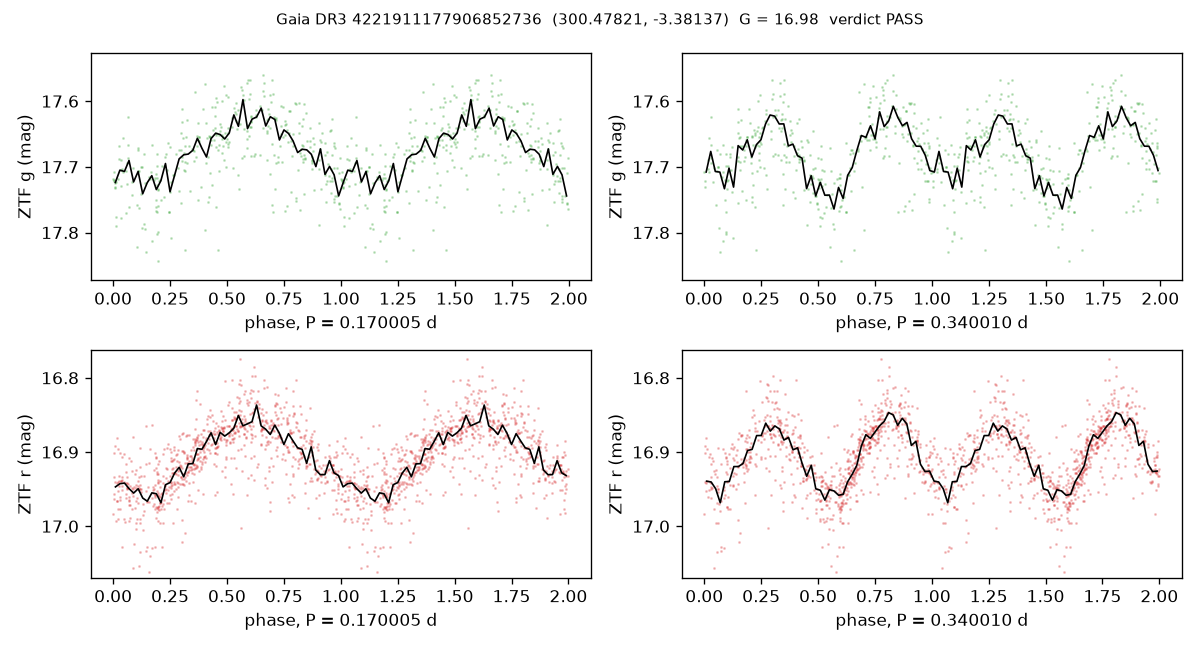 Gaia DR3 4221911177906852736 (300.47821, -3.38137) G = 16.98 verdict PASS
ZTF g (mag)
17.6
17.7
17.8
0.00 0.25 0.50 0.75 1.00 1.25 1.50 1.75 2.00
phase, P = 0.170005 d
ZTF g (mag)
17.6
17.7
17.8
0.00 0.25 0.50 0.75 1.00 1.25 1.50 1.75 2.00
phase, P = 0.340010 d
ZTF r (mag)
16.8
16.9
17.0
0.00 0.25 0.50 0.75 1.00 1.25 1.50 1.75 2.00
phase, P = 0.170005 d
ZTF r (mag)
16.8
16.9
17.0
0.00 0.25 0.50 0.75 1.00 1.25 1.50 1.75 2.00
phase, P = 0.340010 d